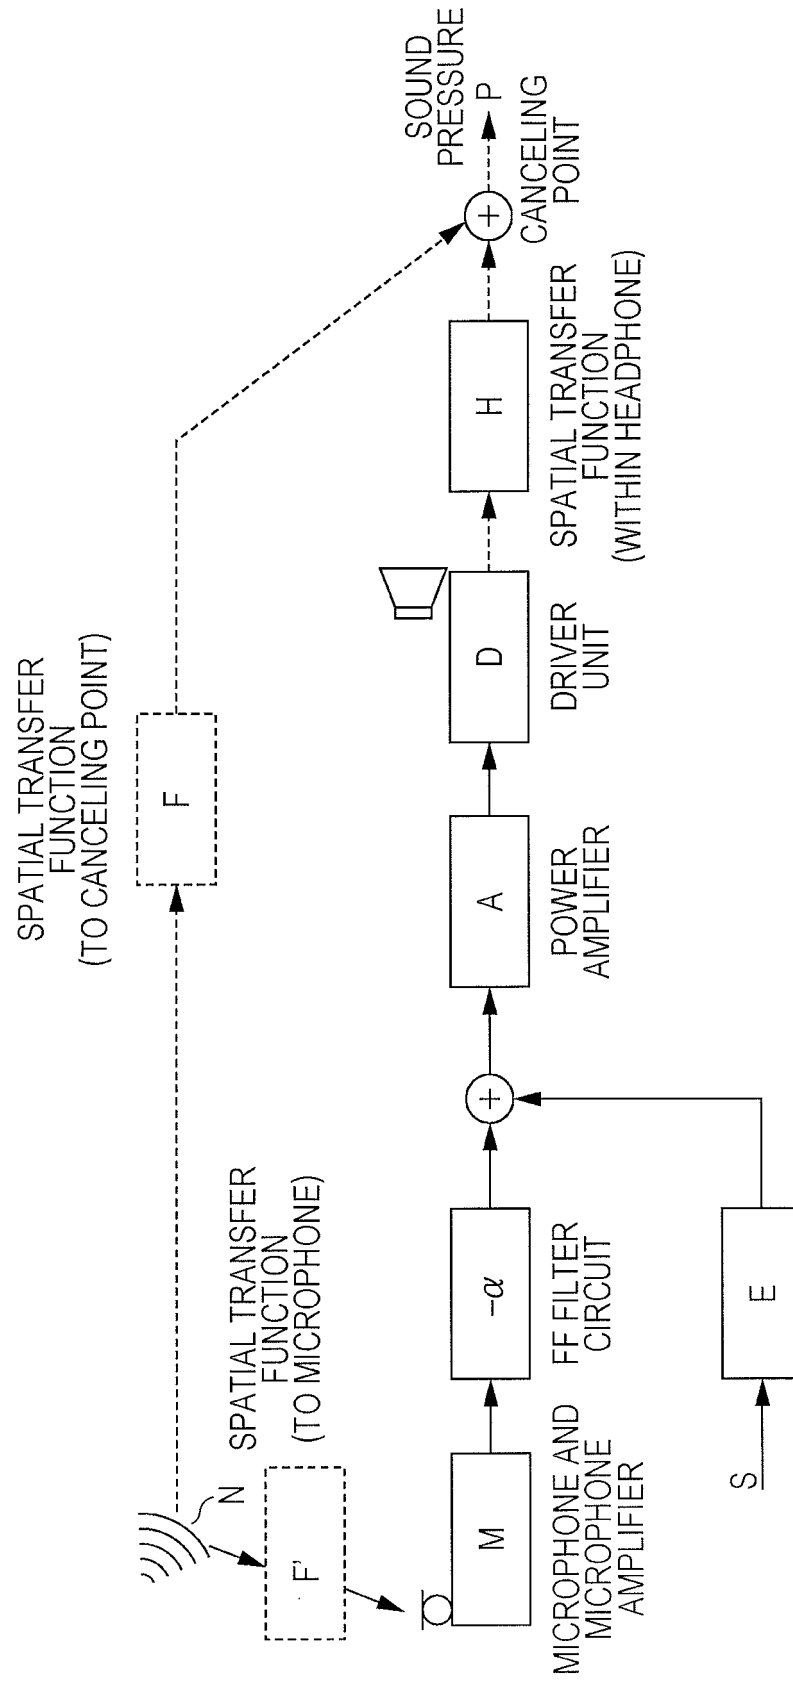 SPATIAL TRANSFER
FUNCTION
(TO CANCELING POINT)
F
SOUND
PRESSURE
P
CANCELING
POINT
+
N
SPATIAL TRANSFER
FUNCTION
(TO MICROPHONE)
F'
M
MICROPHONE AND
MICROPHONE
AMPLIFIER
-α
FF FILTER
CIRCUIT
+
A
POWER
AMPLIFIER
D
DRIVER
UNIT
H
SPATIAL TRANSFER
FUNCTION
(WITHIN HEADPHONE)
S
E